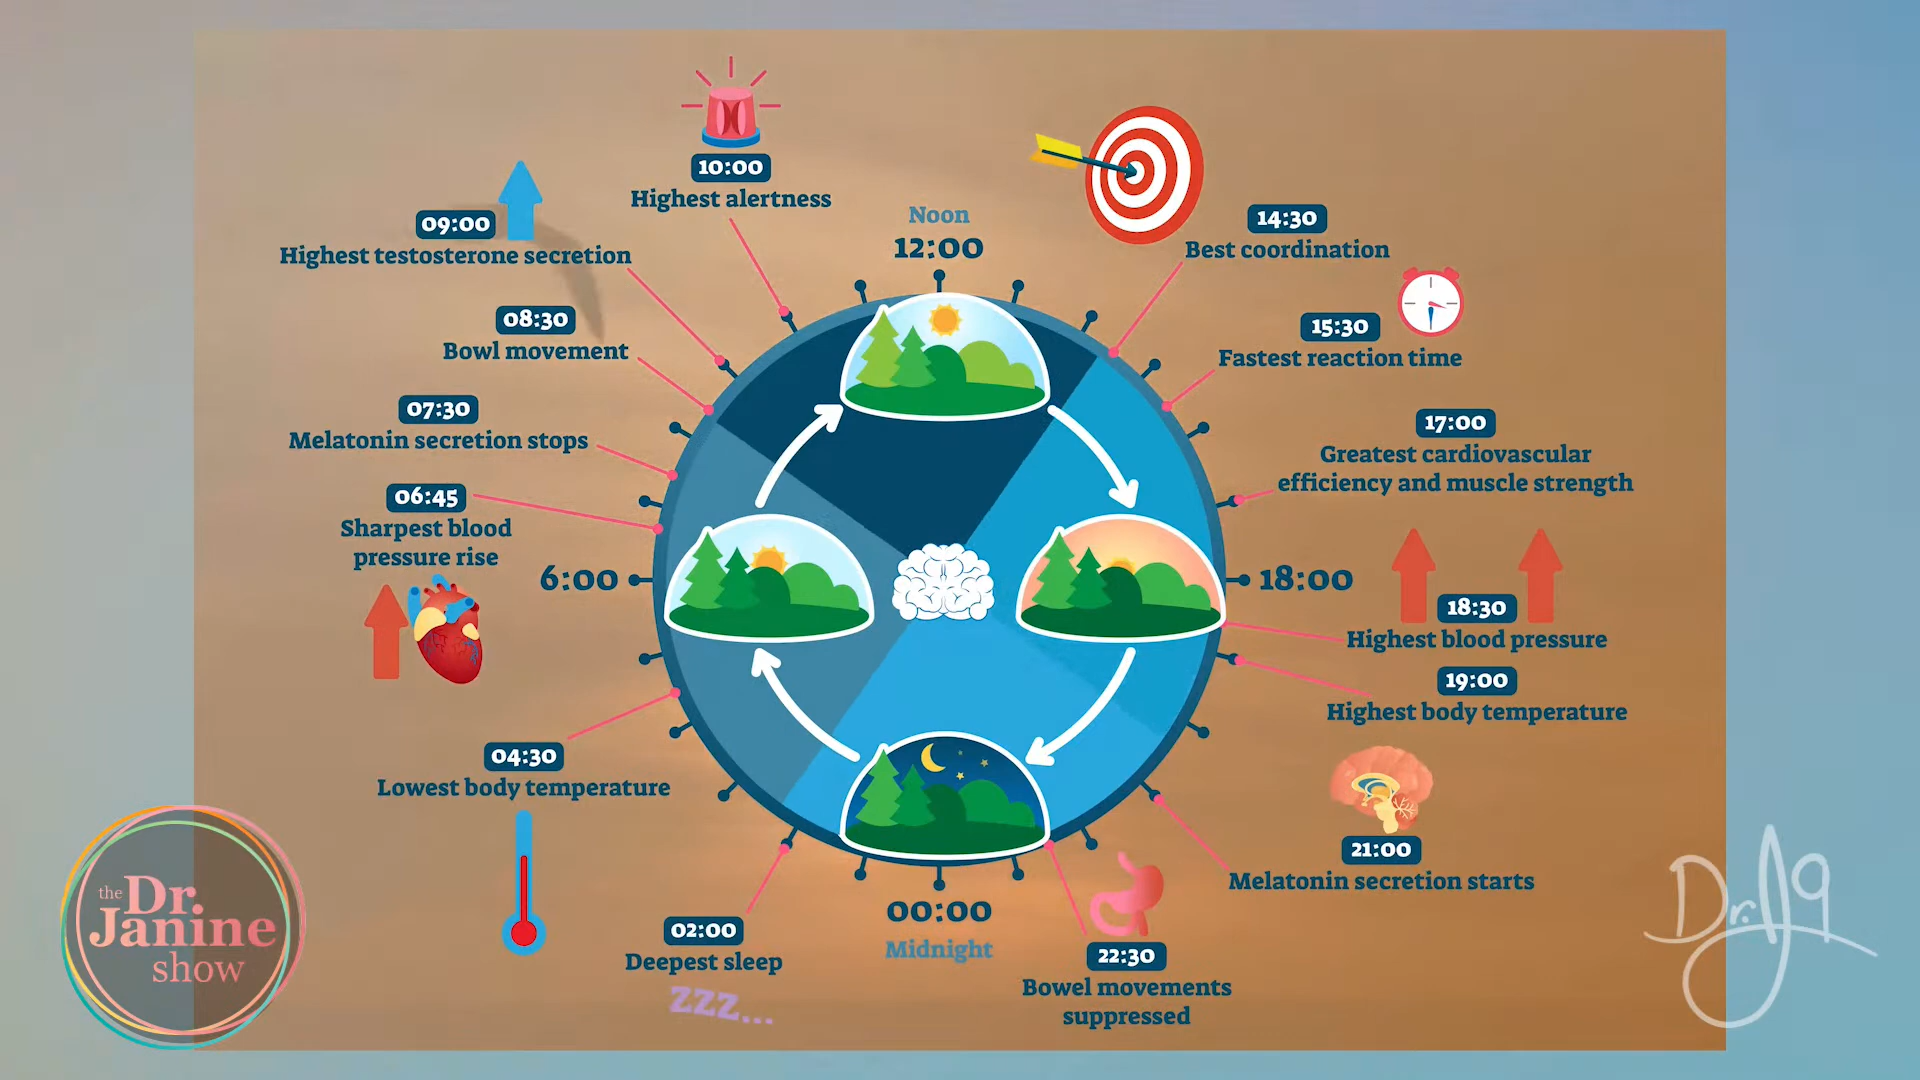 10:00
Highest alertness
09:00
Highest testosterone secretion
08:30
Bowl movement
07:30
Melatonin secretion stops
06:45
Sharpest blood
pressure rise
6:00
04:30
Lowest body temperature
02:00
Deepest sleep
ZZZ...
Noon
12:00
14:30
Best coordination
15:30
Fastest reaction time
17:00
Greatest cardiovascular
efficiency and muscle strength
18:00
18:30
Highest blood pressure
19:00
Highest body temperature
21:00
Melatonin secretion starts
22:30
Bowel movements
suppressed
00:00
Midnight
the Dr.
Janine
show
Dr. J9